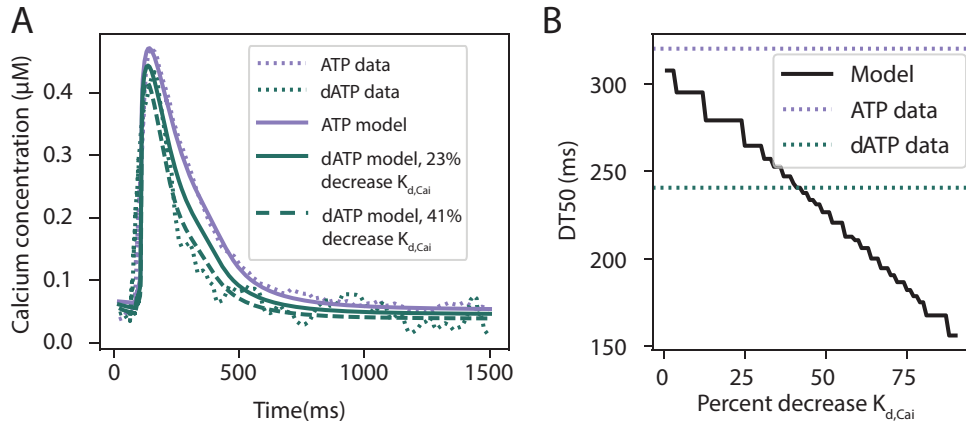 A
Calcium concentration (µM)
0.4
0.3
0.2
0.1
0.0
ATP data
dATP data
ATP model
dATP model, 23%
decrease K_d,Cai
dATP model, 41%
decrease K_d,Cai
0
500
1000
1500
Time(ms)
B
DT50 (ms)
300
250
200
150
Model
ATP data
dATP data
0
25
50
75
Percent decrease K_d,Cai